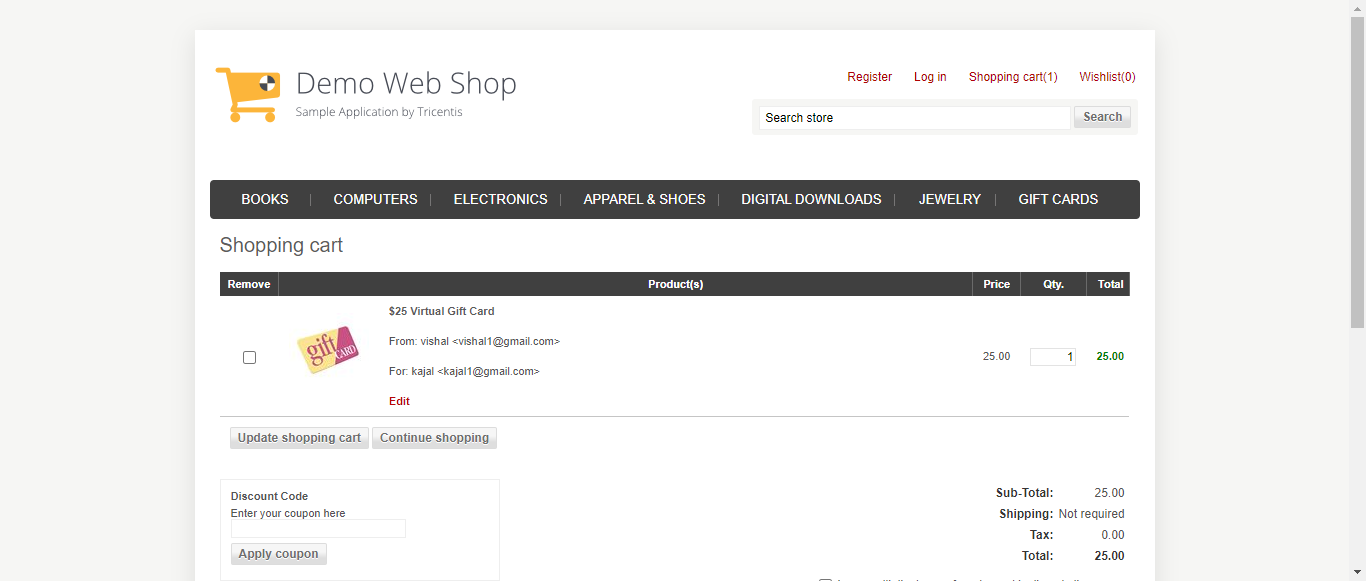 Demo Web Shop
Sample Application by Tricentis
Register Log in Shopping cart(1) Wishlist(0)
Search store Search
BOOKS COMPUTERS ELECTRONICS APPAREL & SHOES DIGITAL DOWNLOADS JEWELRY GIFT CARDS
Shopping cart
Remove Product(s) Price Qty. Total
$25 Virtual Gift Card
From: vishal <vishal1@gmail.com>
gift CARD
25.00 1 25.00
For: kajal <kajal1@gmail.com>
Edit
Update shopping cart Continue shopping
Discount Code
Enter your coupon here
Apply coupon
Sub-Total: 25.00
Shipping: Not required
Tax: 0.00
Total: 25.00